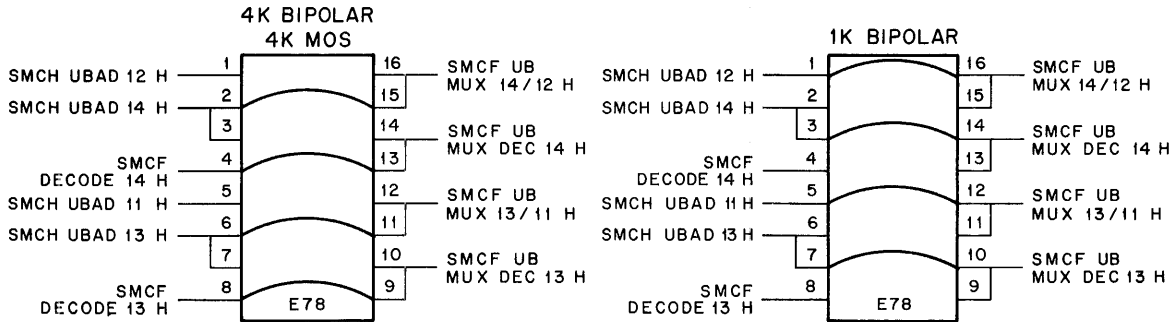 4K BIPOLAR
4K MOS
SMCH UBAD 12 H
1
16
SMCF UB
MUX 14/12 H
SMCH UBAD 14 H
2
15
3
14
SMCF UB
MUX DEC 14 H
SMCF
DECODE 14 H
4
13
SMCH UBAD 11 H
5
12
SMCF UB
MUX 13/11 H
SMCH UBAD 13 H
6
11
7
10
SMCF UB
MUX DEC 13 H
SMCF
DECODE 13 H
8
9
E78
1K BIPOLAR
SMCH UBAD 12 H
1
16
SMCF UB
MUX 14/12 H
SMCH UBAD 14 H
2
15
3
14
SMCF UB
MUX DEC 14 H
SMCF
DECODE 14 H
4
13
SMCH UBAD 11 H
5
12
SMCF UB
MUX 13/11 H
SMCH UBAD 13 H
6
11
7
10
SMCF UB
MUX DEC 13 H
SMCF
DECODE 13 H
8
9
E78